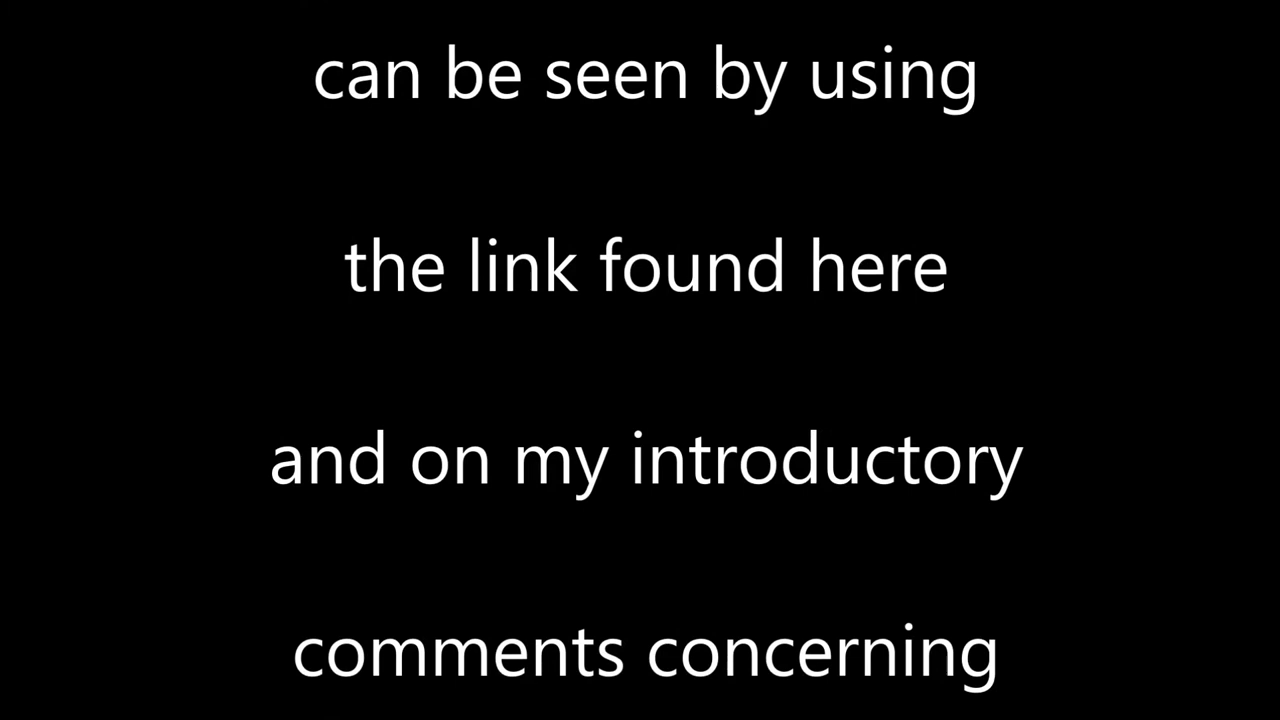 can be seen by using
the link found here
and on my introductory
comments concerning